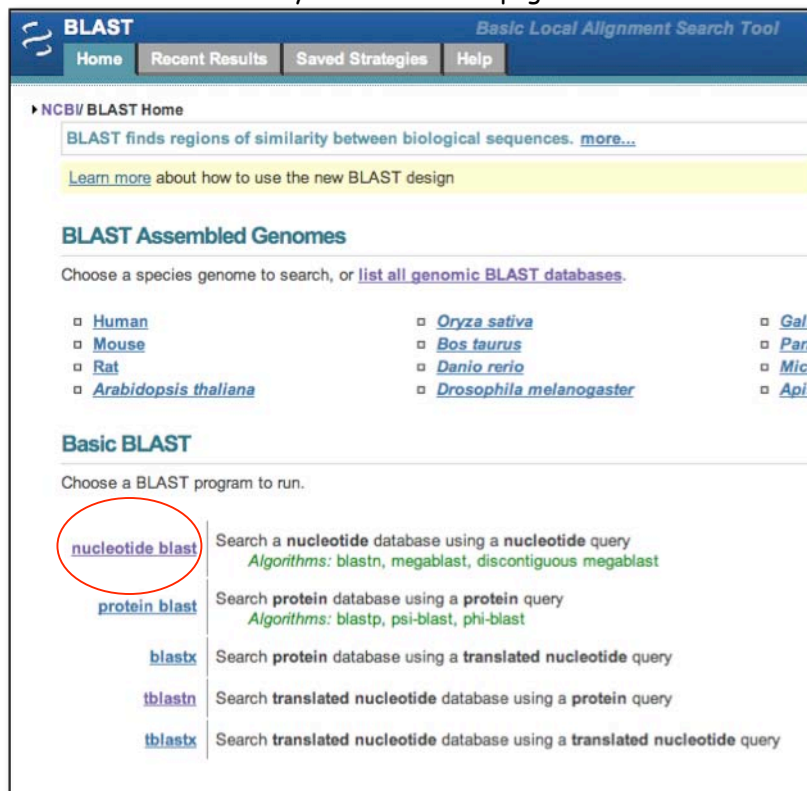 BLAST Basic Local Alignment Search Tool
Home Recent Results Saved Strategies Help
NCBI/ BLAST Home
BLAST finds regions of similarity between biological sequences. more...
Learn more about how to use the new BLAST design
BLAST Assembled Genomes
Choose a species genome to search, or list all genomic BLAST databases.
Human Oryza sativa Gal
Mouse Bos taurus Pan
Rat Danio rerio Mic
Arabidopsis thaliana Drosophila melanogaster Api
Basic BLAST
Choose a BLAST program to run.
nucleotide blast Search a nucleotide database using a nucleotide query
Algorithms: blastn, megablast, discontiguous megablast
protein blast Search protein database using a protein query
Algorithms: blastp, psi-blast, phi-blast
blastx Search protein database using a translated nucleotide query
tblastn Search translated nucleotide database using a protein query
tblastx Search translated nucleotide database using a translated nucleotide query